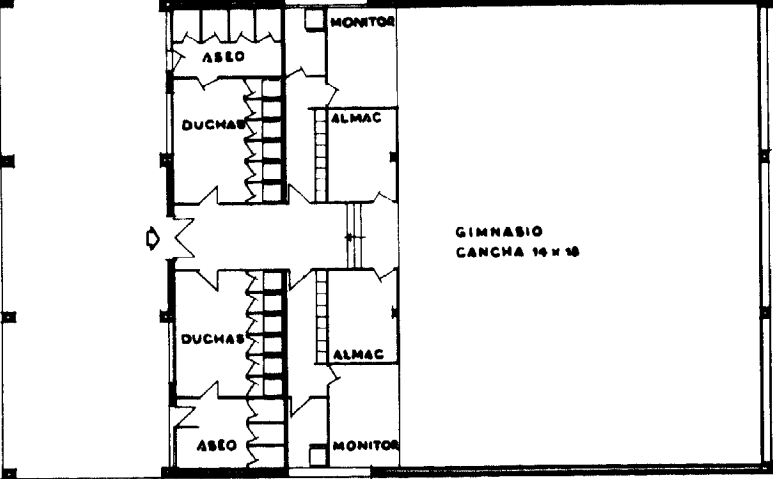 MONITOR
ASEO
DUCHAS
ALMAC
GIMNASIO
CANCHA 14 x 18
DUCHAS
ALMAC
ASEO
MONITOR